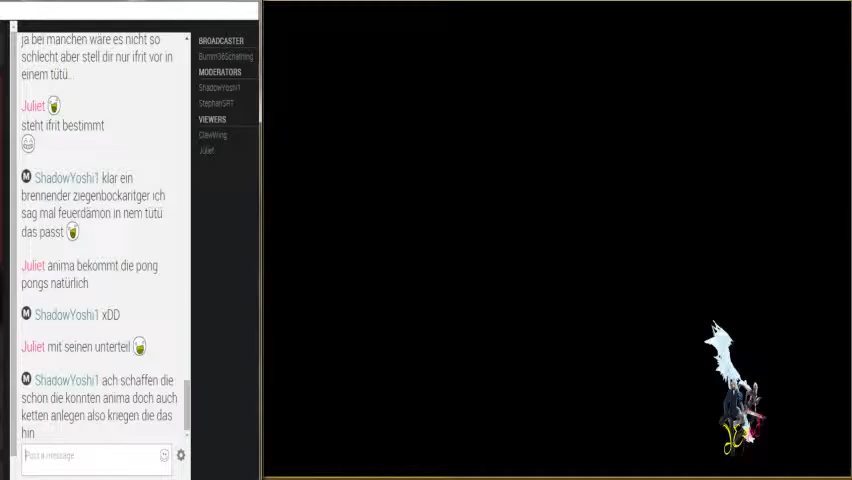 ja bei manchen wäre es nicht so
schlecht aber stell dir nur ifrit vor in
einem tütü...
Juliet
steht ifrit bestimmt
M ShadowYoshi1 klar ein
brennender ziegenbockaritger ich
sag mal feuerdämon in nem tütü
das passt
Juliet anima bekommt die pong
pongs natürlich
M ShadowYoshi1 xDD
Juliet mit seinen unterteil
M ShadowYoshi1 ach schaffen die
schon die konnten anima doch auch
ketten anlegen also kriegen die das
hin
Post a message
BROADCASTER
MODERATORS
ShadowYoshi1
StephanSRT
VIEWERS
ClawWing
Juliet